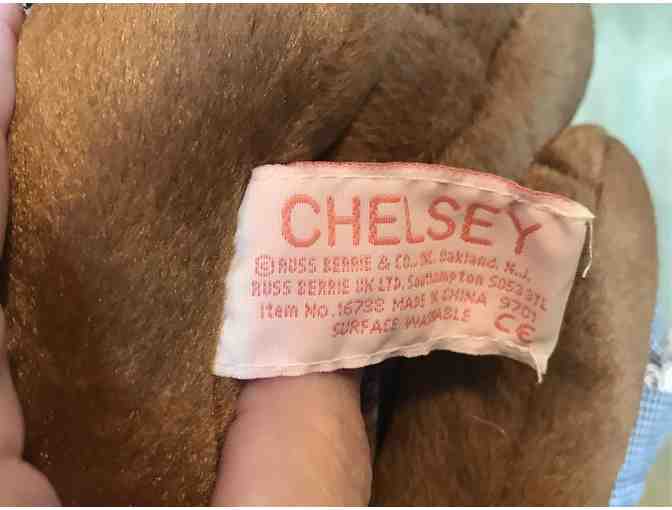 CHELSEY
© RUSS BERRIE & CO., INC. Oakland, N.J.
RUSS BERRIE UK LTD. Southampton SO53 3TL
Item No. 16798 MADE IN CHINA 9701
SURFACE WASHABLE CE